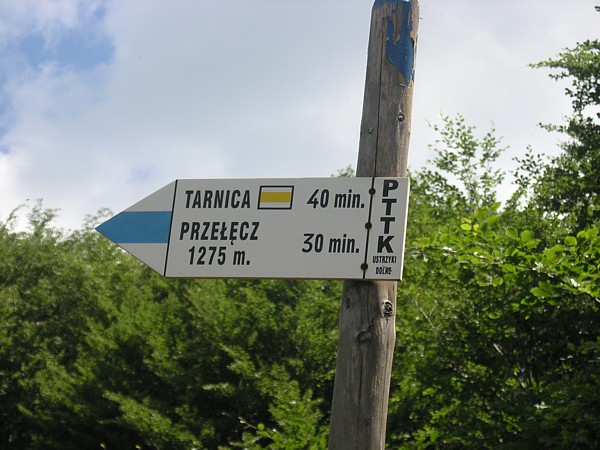 TARNICA 40 min.
PRZEŁĘCZ
1275 m. 30 min.
PTTK
USTRZYKI
DOLNE